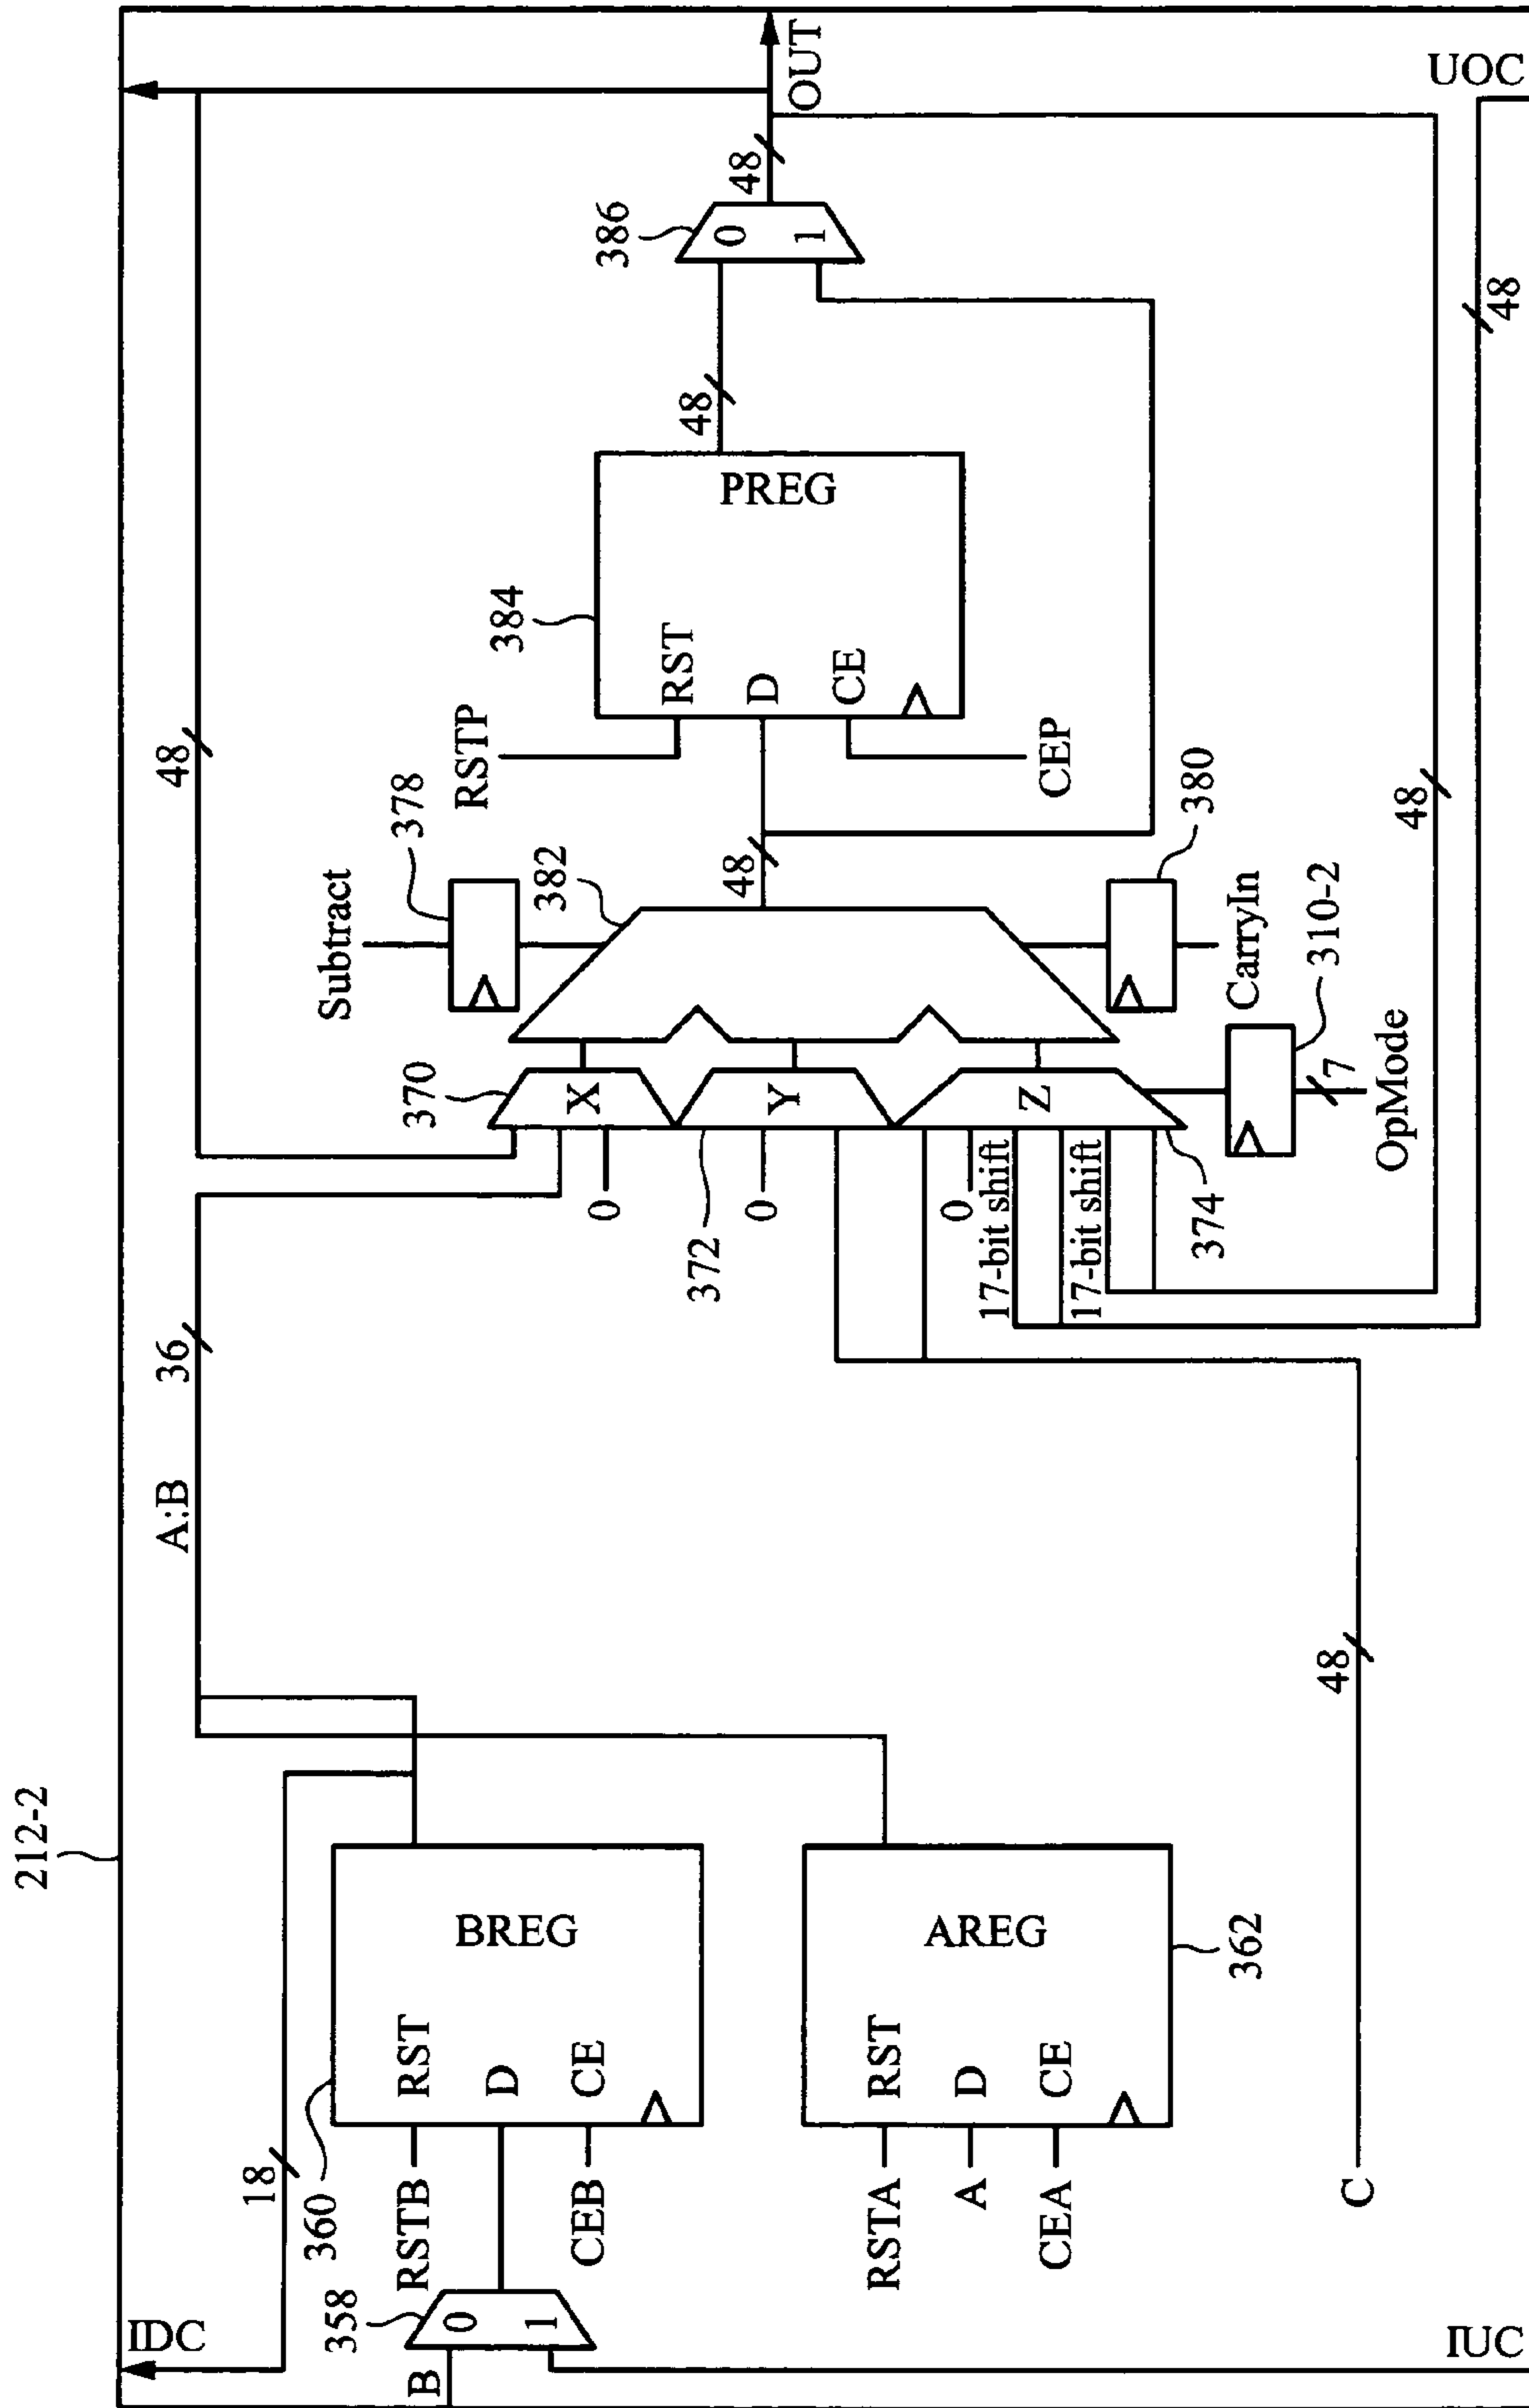 212-2
IDC
18
A:B
36
48
B
358
0
1
IUC
360
RSTB
CEB
RST
D
CE
BREG
RSTA
A
CEA
RST
D
CE
AREG
362
C
48
370
X
0
372
Y
0
Z
0
17-bit shift
17-bit shift
374
Subtract
378
382
48
380
CarryIn
310-2
7
OpMode
RSTP
384
RST
D
CE
PREG
CEP
48
386
0
1
48
OUT
48
48
UOC